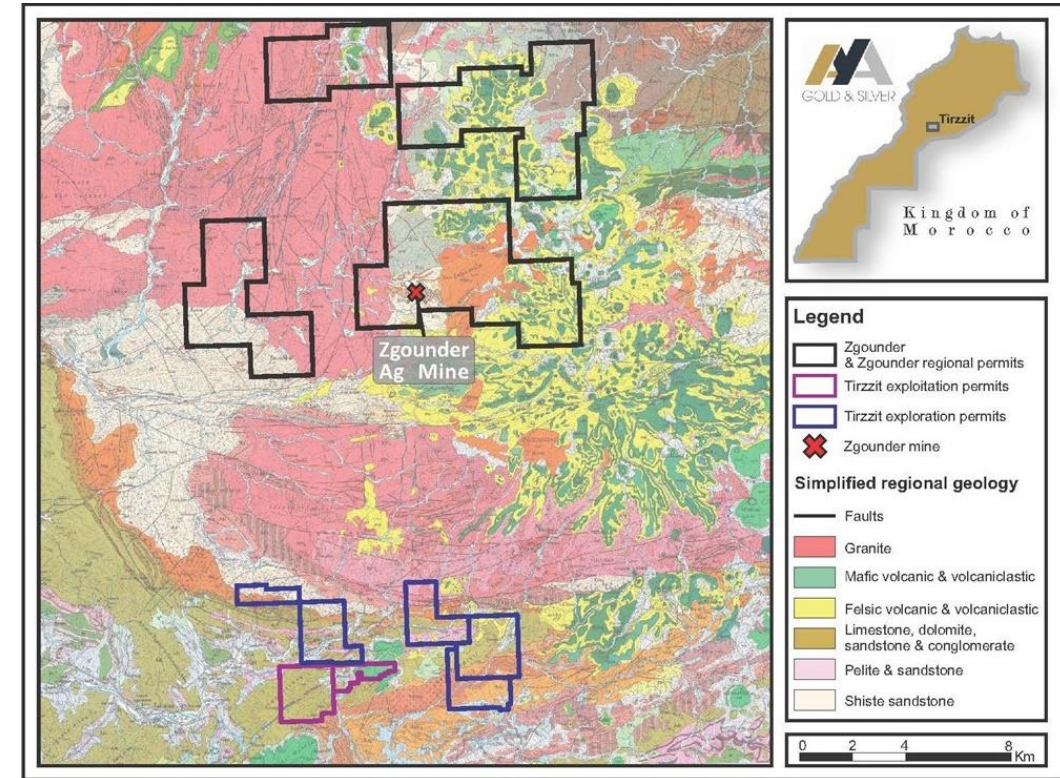 Zgounder
Ag Mine
AYA
GOLD & SILVER
Tirzzit
Kingdom of
Morocco
Legend
Zgounder
& Zgounder regional permits
Tirzzit exploitation permits
Tirzzit exploration permits
Zgounder mine
Simplified regional geology
Faults
Granite
Mafic volcanic & volcaniclastic
Felsic volcanic & volcaniclastic
Limestone, dolomite,
sandstone & conglomerate
Pelite & sandstone
Shiste sandstone
0 2 4 8
Km